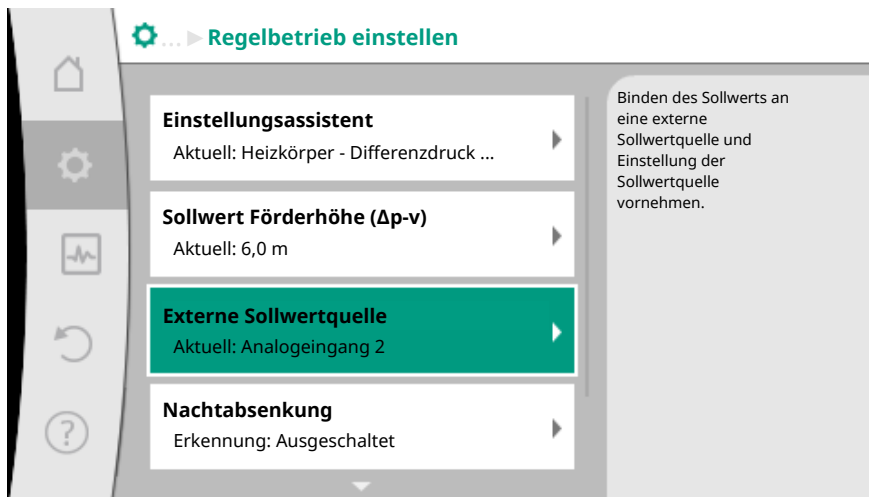 ... ▶ Regelbetrieb einstellen
Einstellungsassistent
Aktuell: Heizkörper - Differenzdruck ...
Sollwert Förderhöhe (Δp-v)
Aktuell: 6,0 m
Externe Sollwertquelle
Aktuell: Analogeingang 2
Nachtabsenkung
Erkennung: Ausgeschaltet
Binden des Sollwerts an
eine externe
Sollwertquelle und
Einstellung der
Sollwertquelle
vornehmen.
?